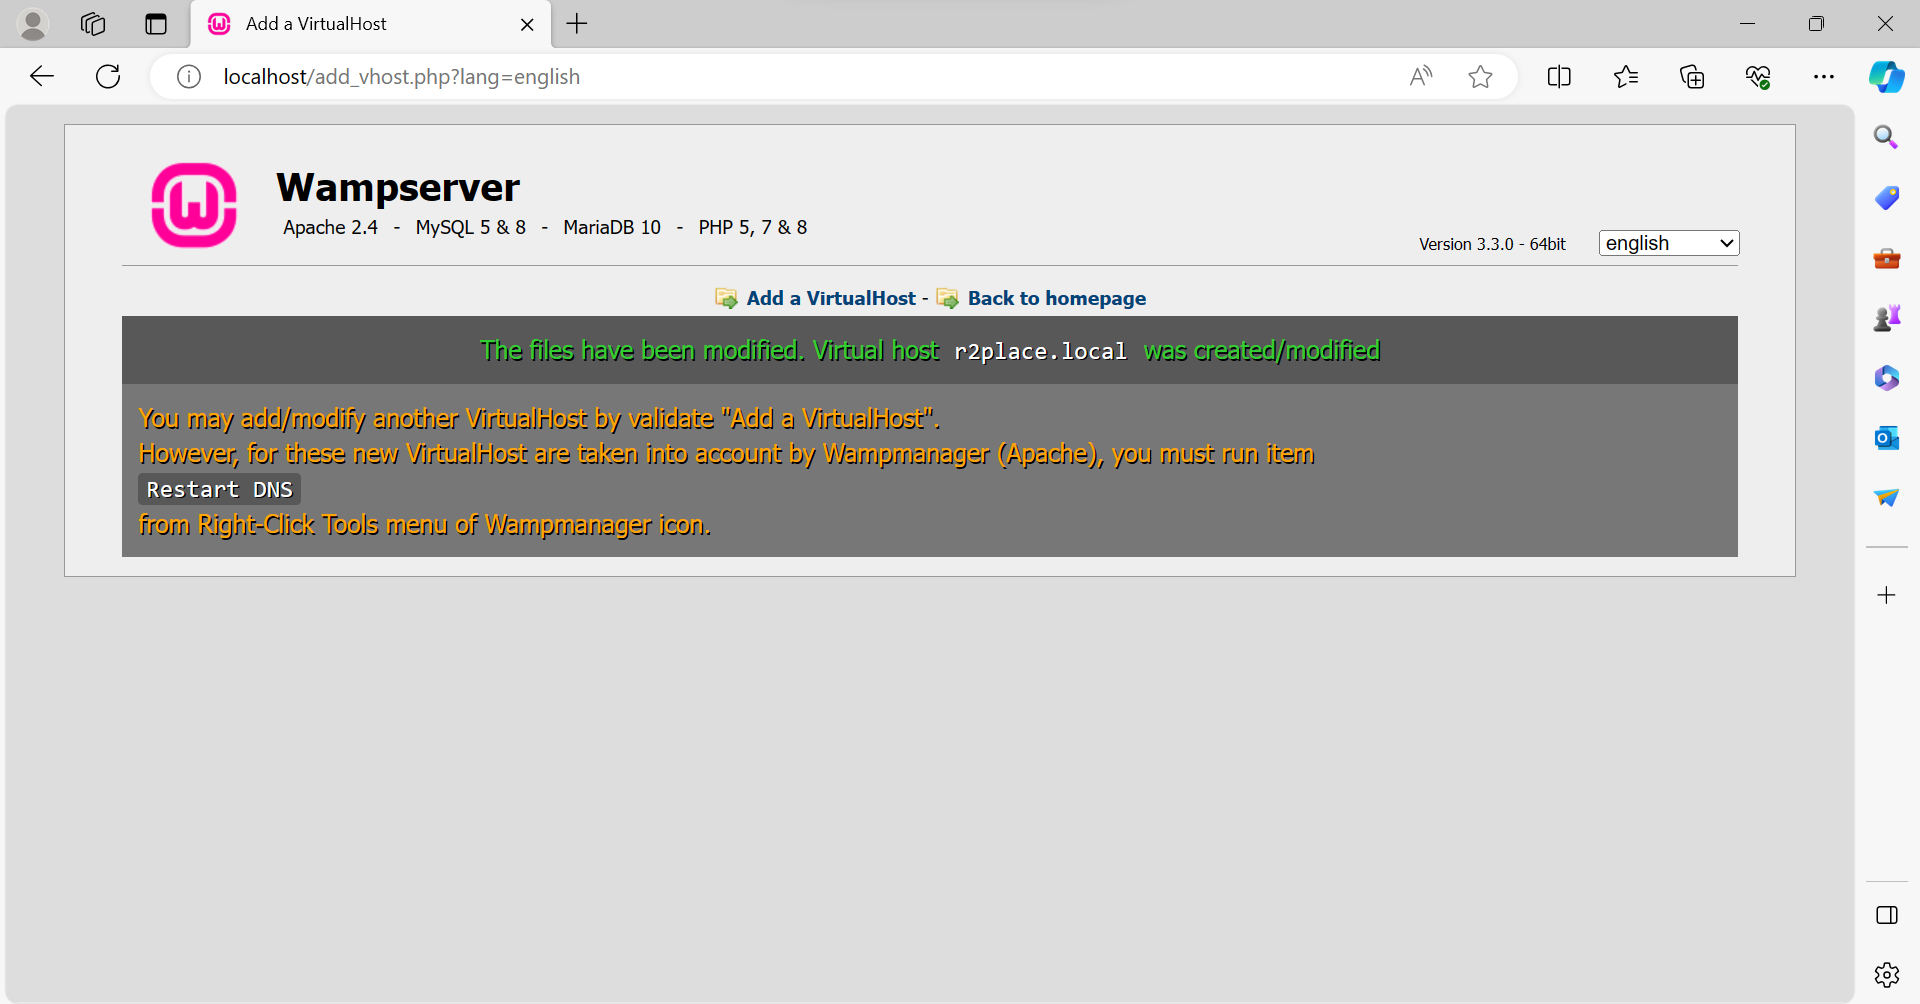 Add a VirtualHost
localhost/add_vhost.php?lang=english
Wampserver
Apache 2.4 - MySQL 5 & 8 - MariaDB 10 - PHP 5, 7 & 8
Version 3.3.0 - 64bit english
Add a VirtualHost - Back to homepage
The files have been modified. Virtual host r2place.local was created/modified
You may add/modify another VirtualHost by validate "Add a VirtualHost".
However, for these new VirtualHost are taken into account by Wampmanager (Apache), you must run item
Restart DNS
from Right-Click Tools menu of Wampmanager icon.